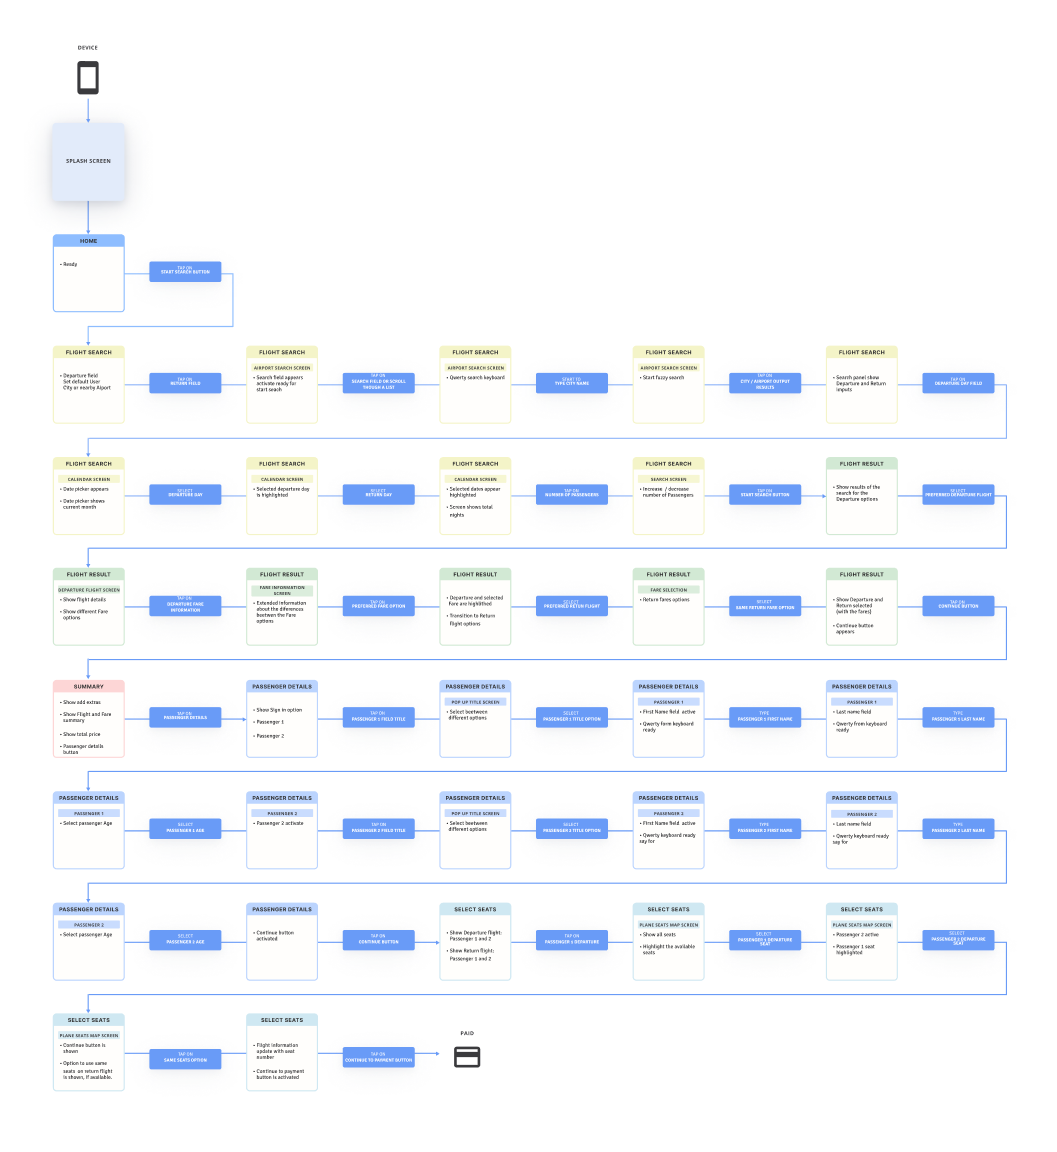 DEVICE
SPLASH SCREEN
HOME
• Ready
TAP ON
START SEARCH BUTTON
FLIGHT SEARCH
• Departure field
Set default User
City or nearby Aiport
TAP ON
RETURN FIELD
FLIGHT SEARCH
AIRPORT SEARCH SCREEN
• Search field appears
activate ready for
start seach
TAP ON
SEARCH FIELD OR SCROLL
THOUGH A LIST
FLIGHT SEARCH
AIRPORT SEARCH SCREEN
• Qwerty search keyboard
START TO
TYPE CITY NAME
FLIGHT SEARCH
AIRPORT SEARCH SCREEN
• Start fuzzy search
TAP ON
CITY / AIRPORT OUTPUT
RESULTS
FLIGHT SEARCH
• Search panel show
Departure and Return
imputs
TAP ON
DEPARTURE DAY FIELD
FLIGHT SEARCH
CALENDAR SCREEN
• Date picker appears
• Date picker shows
current month
SELECT
DEPARTURE DAY
FLIGHT SEARCH
CALENDAR SCREEN
• Selected departure day
is highlighted
SELECT
RETURN DAY
FLIGHT SEARCH
CALENDAR SCREEN
• Selected dates appear
highlighted
• Screen shows total
nights
TAP ON
NUMBER OF PASSENGERS
FLIGHT SEARCH
SEARCH SCREEN
• Increase / decrease
number of Passengers
TAP ON
START SEARCH BUTTON
FLIGHT RESULT
• Show results of the
search for the
Departure options
SELECT
PREFERRED DEPARTURE FLIGHT
FLIGHT RESULT
DEPARTURE FLIGHT SCREEN
• Show flight details
• Show different Fare
options
TAP ON
DEPARTURE FARE
INFORMATION
FLIGHT RESULT
FARE INFORMATION
SCREEN
• Extended information
about the diferences
beetwen the Fare
options
TAP ON
PREFERRED FARE OPTION
FLIGHT RESULT
• Departure and selected
Fare are highlithed
• Transition to Return
flight options
SELECT
PREFERRED RETUN FLIGHT
FLIGHT RESULT
FARE SELECTION
• Return fares options
SELECT
SAME RETURN FARE OPTION
FLIGHT RESULT
• Show Departure and
Return selected
(with the fares)
• Continue button
appears
TAP ON
CONTINUE BUTTON
SUMMARY
• Show add extras
• Show Flight and Fare
summary
• Show total price
• Passenger details
button
TAP ON
PASSENGER DETAILS
PASSENGER DETAILS
• Show Sign in option
• Passenger 1
• Passenger 2
TAP ON
PASSENGER 1 FIELD TITLE
PASSENGER DETAILS
POP UP TITLE SCREEN
• Select beetween
different options
SELECT
PASSENGER 1 TITLE OPTION
PASSENGER DETAILS
PASSENGER 1
• First Name field active
• Qwerty form keyboard
ready
TYPE
PASSENGER 1 FIRST NAME
PASSENGER DETAILS
PASSENGER 1
• Last name field
• Qwerty from keyboard
ready
TYPE
PASSENGER 1 LAST NAME
PASSENGER DETAILS
PASSENGER 1
• Select passenger Age
SELECT
PASSENGER 1 AGE
PASSENGER DETAILS
PASSENGER 2
• Passenger 2 activate
TAP ON
PASSENGER 2 FIELD TITLE
PASSENGER DETAILS
POP UP TITLE SCREEN
• Select beetween
different options
SELECT
PASSENGER 2 TITLE OPTION
PASSENGER DETAILS
PASSENGER 2
• First Name field active
• Qwerty keyboard ready
say for
TYPE
PASSENGER 2 FIRST NAME
PASSENGER DETAILS
PASSENGER 2
• Last name field
• Qwerty keyboard ready
say for
TYPE
PASSENGER 2 LAST NAME
PASSENGER DETAILS
PASSENGER 2
• Select passenger Age
SELECT
PASSENGER 2 AGE
PASSENGER DETAILS
• Continue button
activated
TAP ON
CONTINUE BUTTON
SELECT SEATS
• Show Departure flight:
Passenger 1 and 2
• Show Return flight:
Passenger 1 and 2
TAP ON
PASSENGER 1 DEPARTURE
SELECT SEATS
PLANE SEATS MAP SCREEN
• Show all seats
• Highlight the available
seats
SELECT
PASSENGER 1 DEPARTURE
SEAT
SELECT SEATS
PLANE SEATS MAP SCREEN
• Passenger 2 active
• Passenger 1 seat
highlighted
SELECT
PASSENGER 2 DEPARTURE
SEAT
SELECT SEATS
PLANE SEATS MAP SCREEN
• Continue button is
shown
• Option to use same
seats on return flight
is shown, if available.
TAP ON
SAME SEATS OPTION
SELECT SEATS
• Flight information
update with seat
number
• Continue to payment
button is activated
TAP ON
CONTINUE TO PAYMENT BUTTON
PAID